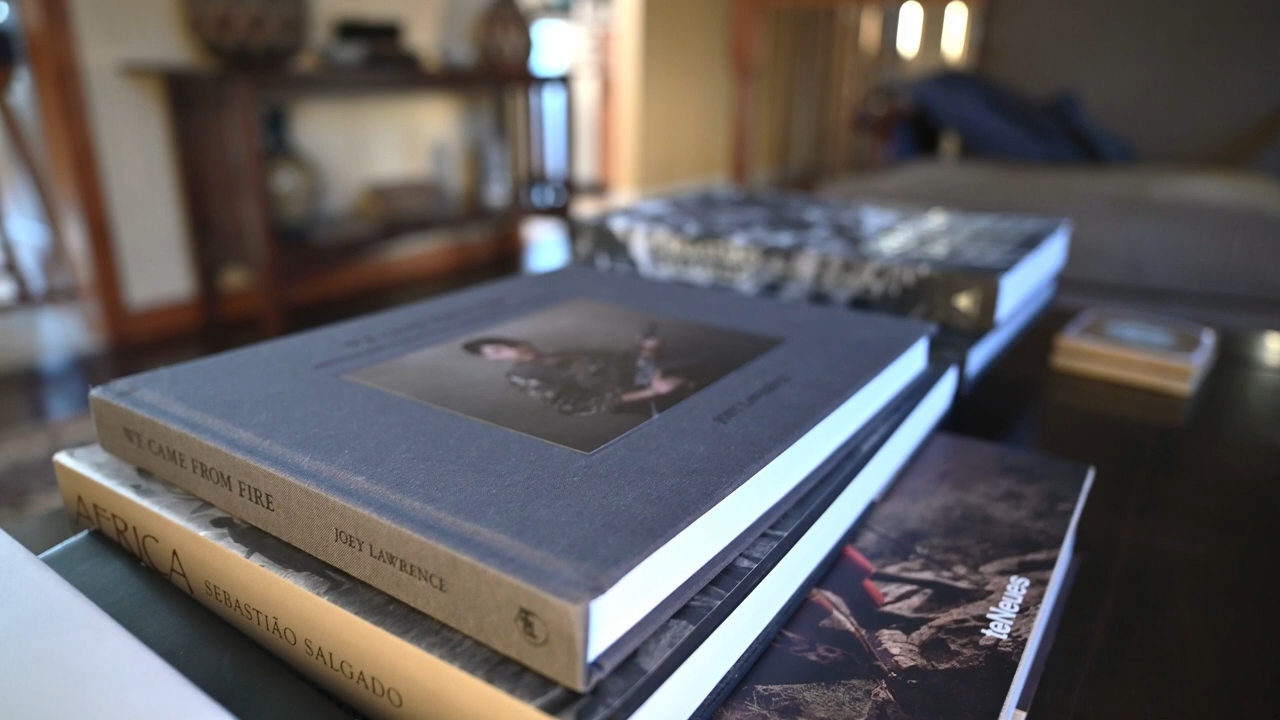 WE CAME FROM FIRE
JOEY LAWRENCE
AFRICA
SEBASTIÃO SALGADO
teNeues